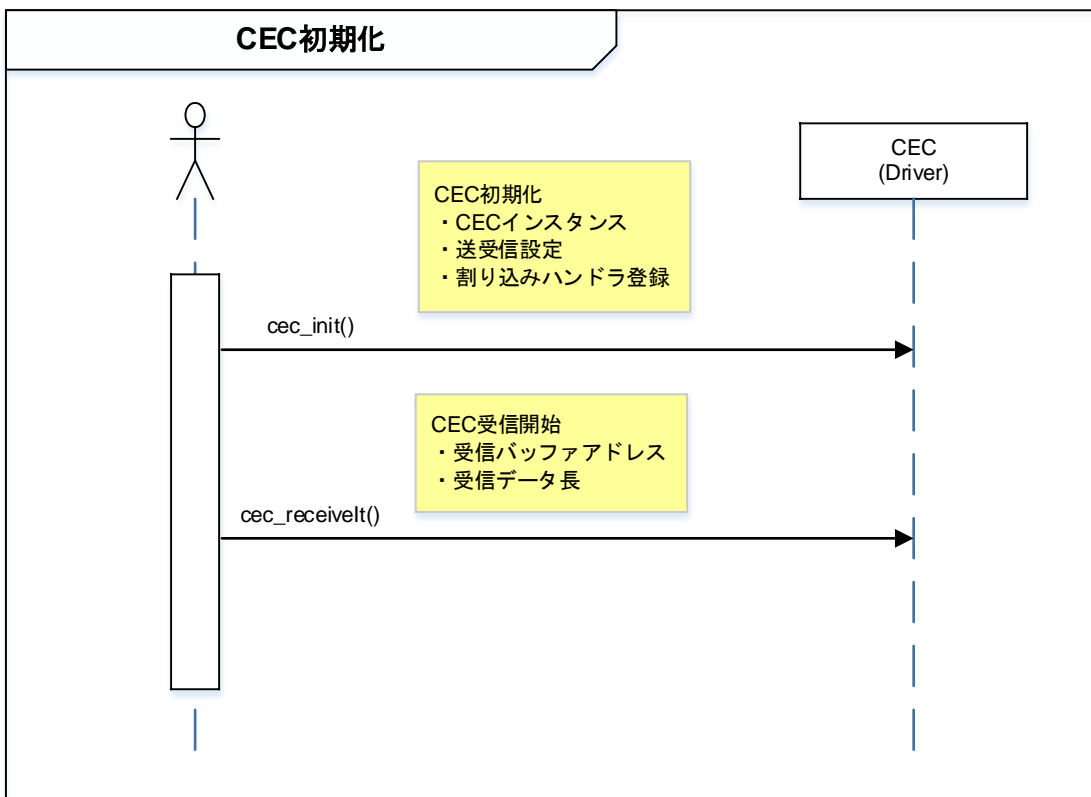 CEC初期化
CEC
(Driver)
CEC初期化
・CECインスタンス
・送受信設定
・割り込みハンドラ登録
cec_init()
CEC受信開始
・受信バッファアドレス
・受信データ長
cec_receiveIt()